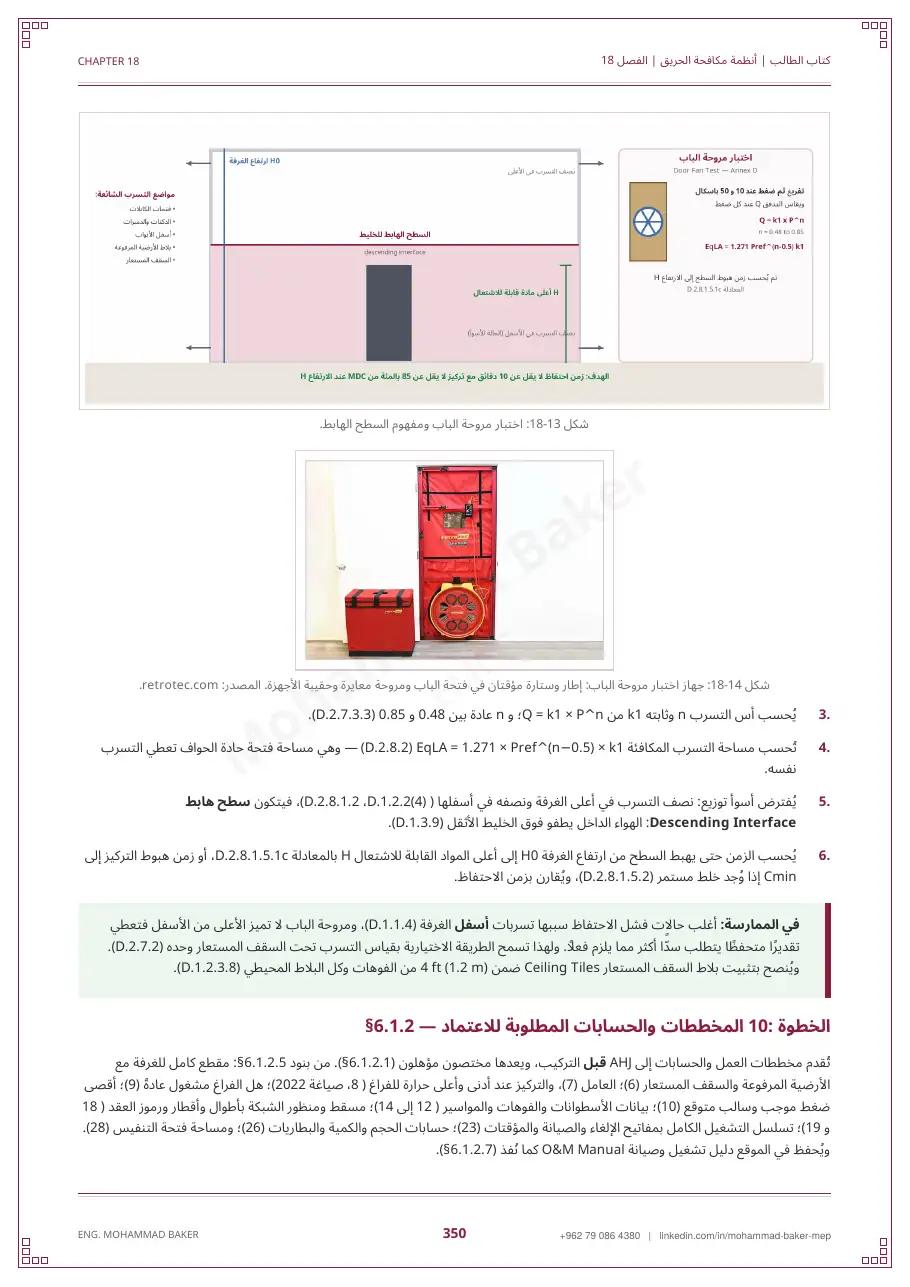 كتاب الطالب | أنظمة مكافحة الحريق | الفصل 18
CHAPTER 18
H0 ارتفاع الغرفة
نصف التسرب في الأعلى
مواضع التسرب الشائعة:
• فتحات الكابلات
• الدكتات والدمبرات
• أسفل الأبواب
• بلاط الأرضية المرفوعة
• السقف المستعار
السطح الهابط للخليط
descending interface
H أعلى مادة قابلة للاشتعال
نصف التسرب في الأسفل (الحالة الأسوأ)
اختبار مروحة الباب
Door Fan Test — Annex D
تفريغ ثم ضغط عند 10 و 50 باسكال
ويقاس التدفق Q عند كل ضغط
Q = k1 x P^n
n = 0.48 to 0.85
EqLA = 1.271 Pref^(n-0.5) k1
ثم يُحسب زمن هبوط السطح إلى الارتفاع H
المعادلة D.2.8.1.5.1c
الهدف: زمن احتفاظ لا يقل عن 10 دقائق مع تركيز لا يقل عن 85 بالمئة من MDC عند الارتفاع H
شكل 13-18: اختبار مروحة الباب ومفهوم السطح الهابط.
retrotec
شكل 14-18: جهاز اختبار مروحة الباب: إطار وستارة مؤقتان في فتحة الباب ومروحة معايرة وحقيبة الأجهزة. المصدر: retrotec.com.
3. يُحسب أس التسرب n وثابته k1 من Q = k1 × P^n؛ و n عادة بين 0.48 و 0.85 (D.2.7.3.3).
4. تُحسب مساحة التسرب المكافئة EqLA = 1.271 × Pref^(n−0.5) × k1 (D.2.8.2) — وهي مساحة فتحة حادة الحواف تعطي التسرب
نفسه.
5. يُفترض أسوأ توزيع: نصف التسرب في أعلى الغرفة ونصفه في أسفلها ( D.1.2.2(4)، D.2.8.1.2)، فيتكون سطح هابط
Descending Interface: الهواء الداخل يطفو فوق الخليط الأثقل (D.1.3.9).
6. يُحسب الزمن حتى يهبط السطح من ارتفاع الغرفة H0 إلى أعلى المواد القابلة للاشتعال H بالمعادلة D.2.8.1.5.1c، أو زمن هبوط التركيز إلى
Cmin إذا وُجد خلط مستمر (D.2.8.1.5.2)، ويُقارن بزمن الاحتفاظ.
في الممارسة: أغلب حالات فشل الاحتفاظ سببها تسربات أسفل الغرفة (D.1.1.4)، ومروحة الباب لا تميز الأعلى من الأسفل فتعطي
تقديرًا متحفظًا يتطلب سدًّا أكثر مما يلزم فعلًا. ولهذا تسمح الطريقة الاختيارية بقياس التسرب تحت السقف المستعار وحده (D.2.7.2).
ويُنصح بتثبيت بلاط السقف المستعار Ceiling Tiles ضمن 4 ft (1.2 m) من الفوهات وكل البلاط المحيطي (D.1.2.3.8).
الخطوة 10: المخططات والحسابات المطلوبة للاعتماد — §6.1.2
تُقدم مخططات العمل والحسابات إلى AHJ قبل التركيب، ويعدها مختصون مؤهلون (§6.1.2.1). من بنود §6.1.2.5: مقطع كامل للغرفة مع
الأرضية المرفوعة والسقف المستعار (6)؛ العامل (7)، والتركيز عند أدنى وأعلى حرارة للفراغ ( 8، صياغة 2022)؛ هل الفراغ مشغول عادةً (9)؛ أقصى
ضغط موجب وسالب متوقع (10)؛ بيانات الأسطوانات والفوهات والمواسير ( 12 إلى 14)؛ مسقط ومنظور الشبكة بأطوال وأقطار ورموز العقد ( 18
و 19)؛ تسلسل التشغيل الكامل بمفاتيح الإلغاء والصيانة والمؤقتات (23)؛ حسابات الحجم والكمية والبطاريات (26)؛ ومساحة فتحة التنفيس (28).
ويُحفظ في الموقع دليل تشغيل وصيانة O&M Manual كما نُفذ (§6.1.2.7).
ENG. MOHAMMAD BAKER
350
+962 79 086 4380 | linkedin.com/in/mohammad-baker-mep